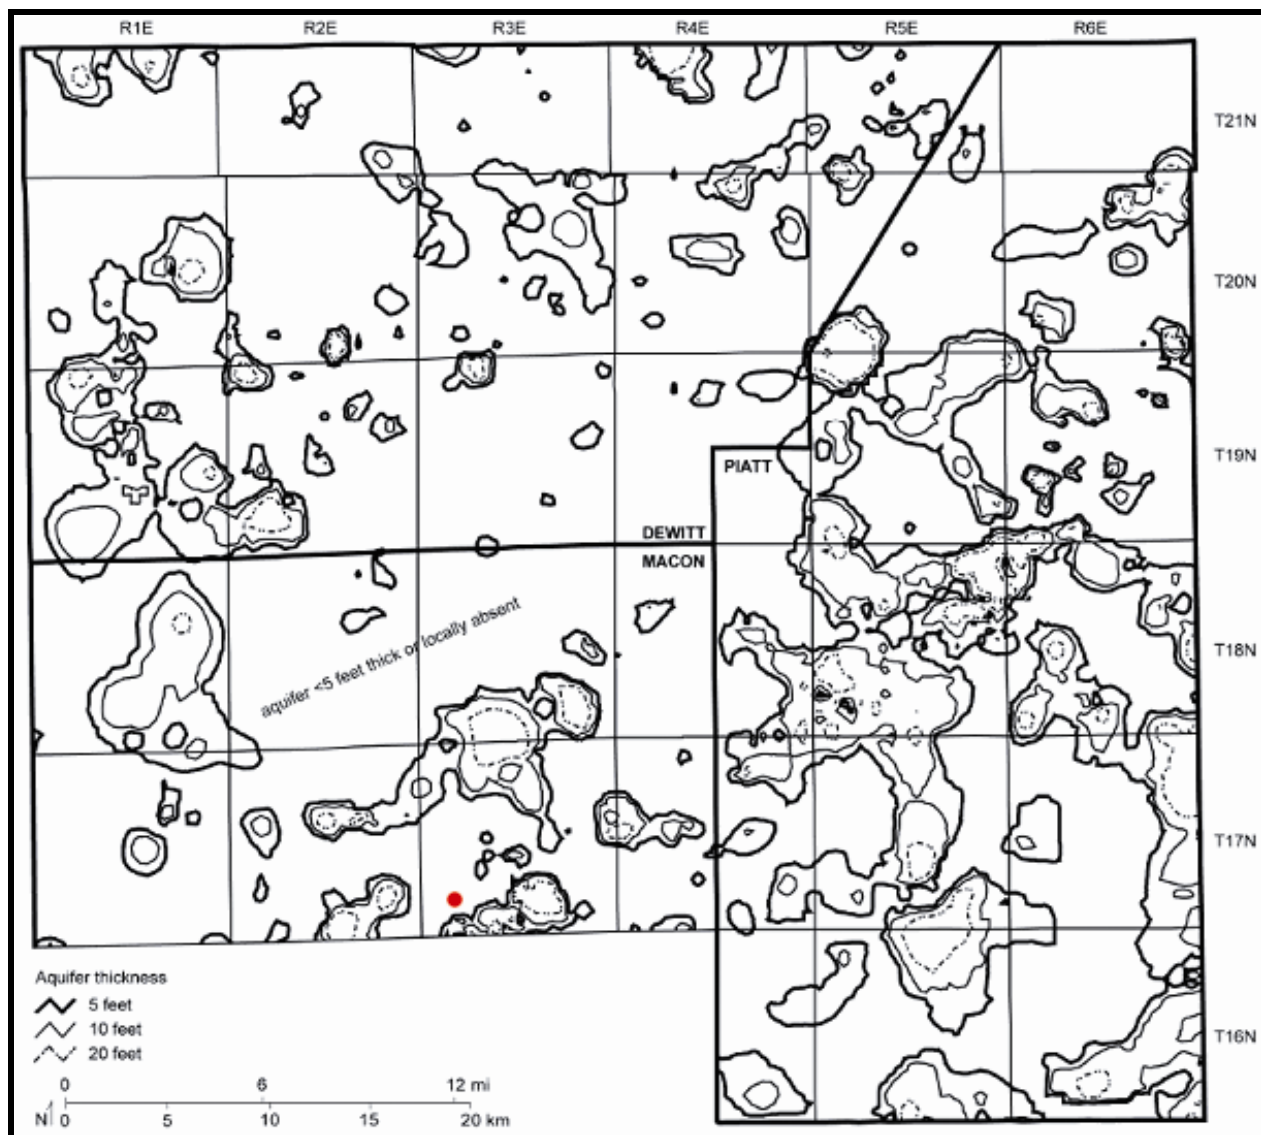 R1E R2E R3E R4E R5E R6E
T21N
T20N
T19N
PIATT
DEWITT
MACON
aquifer <5 feet thick or locally absent
T18N
T17N
T16N
Aquifer thickness
5 feet
10 feet
20 feet
0 6 12 mi
N 0 5 10 15 20 km